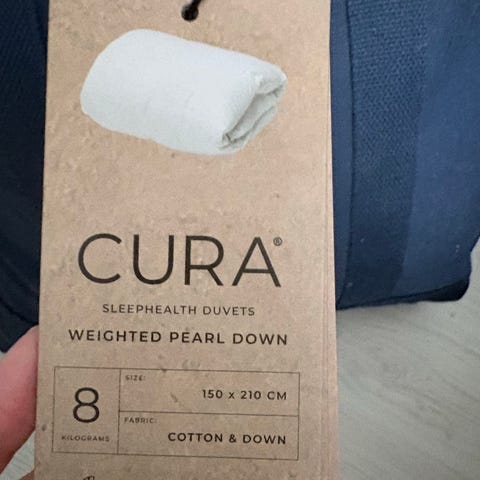 CURA®
SLEEPHEALTH DUVETS
WEIGHTED PEARL DOWN
8
KILOGRAMS
SIZE:
150 x 210 CM
FABRIC:
COTTON & DOWN